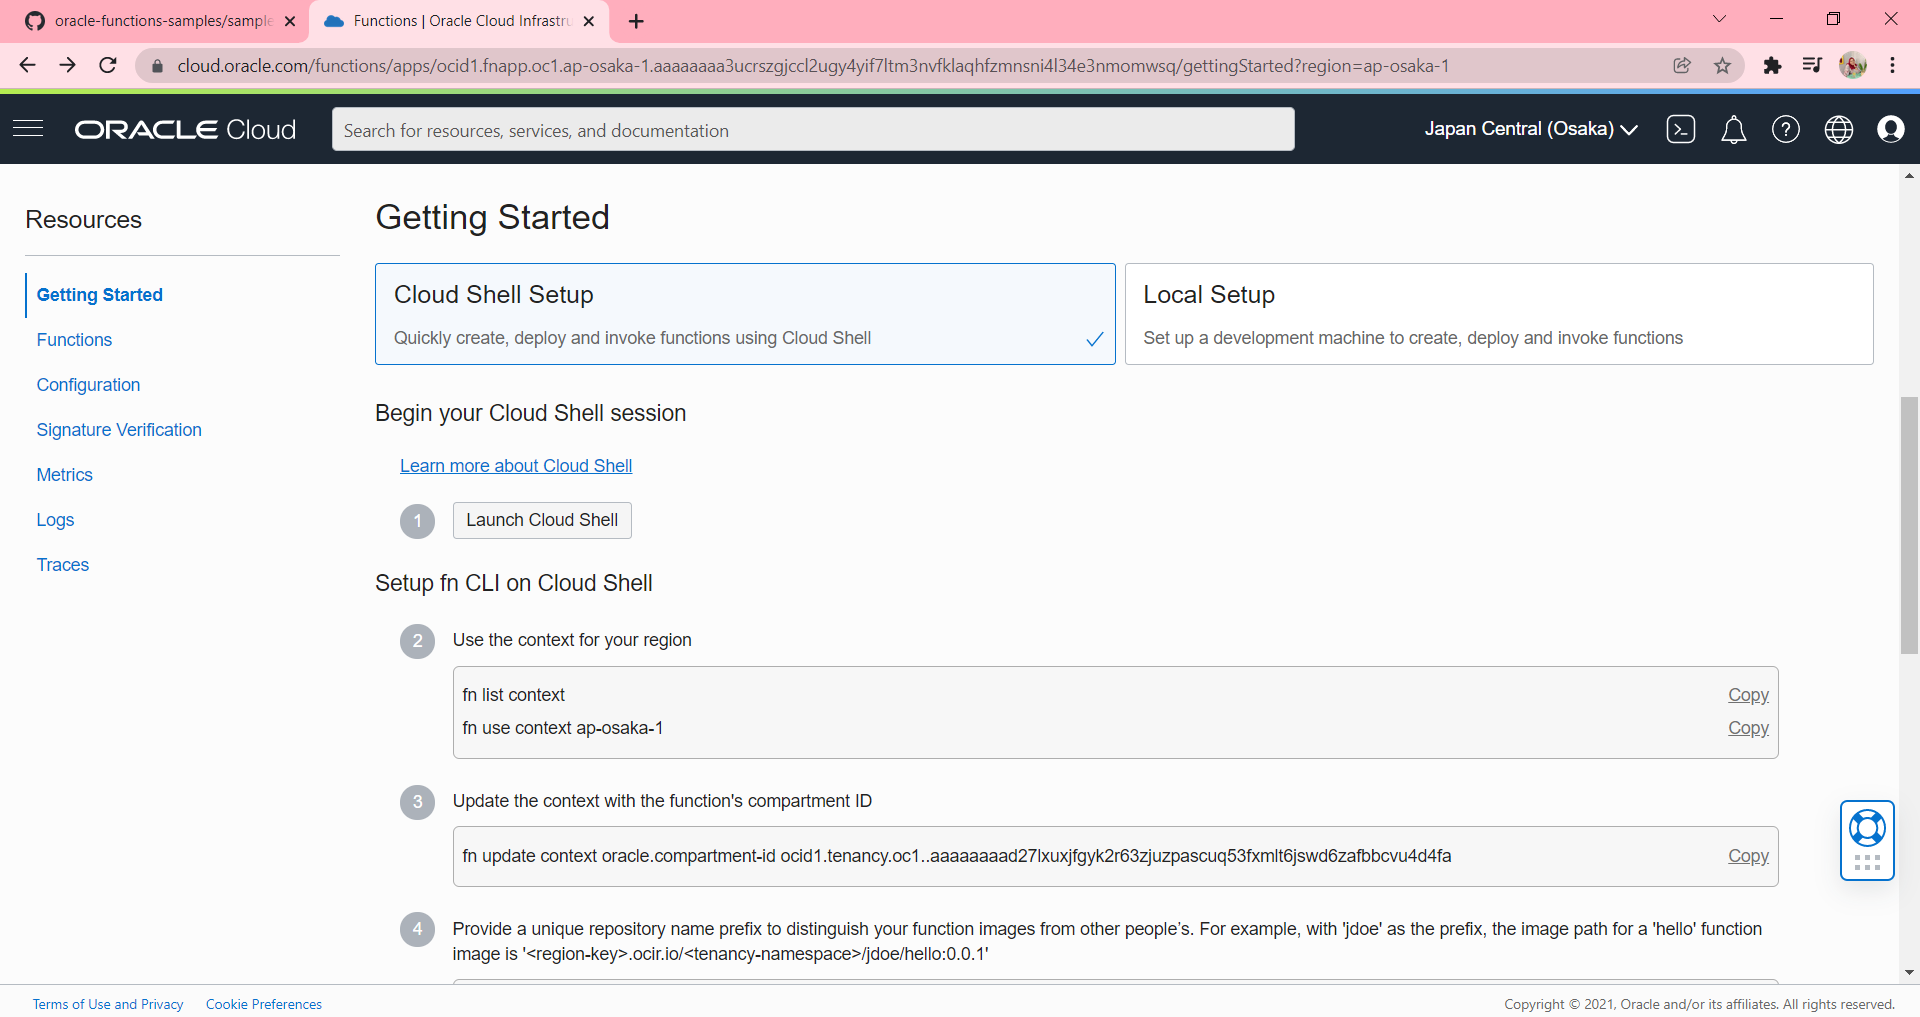 oracle-functions-samples/sample
Functions | Oracle Cloud Infrastru
cloud.oracle.com/functions/apps/ocid1.fnapp.oc1.ap-osaka-1.aaaaaaaa3ucrszgjccl2ugy4yif7ltm3nvfklaqhfzmnsni4l34e3nmomwsq/gettingStarted?region=ap-osaka-1
ORACLE Cloud
Search for resources, services, and documentation
Japan Central (Osaka)
Resources
Getting Started
Functions
Configuration
Signature Verification
Metrics
Logs
Traces
Getting Started
Cloud Shell Setup
Quickly create, deploy and invoke functions using Cloud Shell
Local Setup
Set up a development machine to create, deploy and invoke functions
Begin your Cloud Shell session
Learn more about Cloud Shell
1 Launch Cloud Shell
Setup fn CLI on Cloud Shell
2 Use the context for your region
fn list context Copy
fn use context ap-osaka-1 Copy
3 Update the context with the function's compartment ID
fn update context oracle.compartment-id ocid1.tenancy.oc1..aaaaaaaad27lxuxjfgyk2r63zjuzpascuq53fxmlt6jswd6zafbbcvu4d4fa Copy
4 Provide a unique repository name prefix to distinguish your function images from other people’s. For example, with 'jdoe' as the prefix, the image path for a 'hello' function
image is '<region-key>.ocir.io/<tenancy-namespace>/jdoe/hello:0.0.1'
Terms of Use and Privacy Cookie Preferences
Copyright © 2021, Oracle and/or its affiliates. All rights reserved.